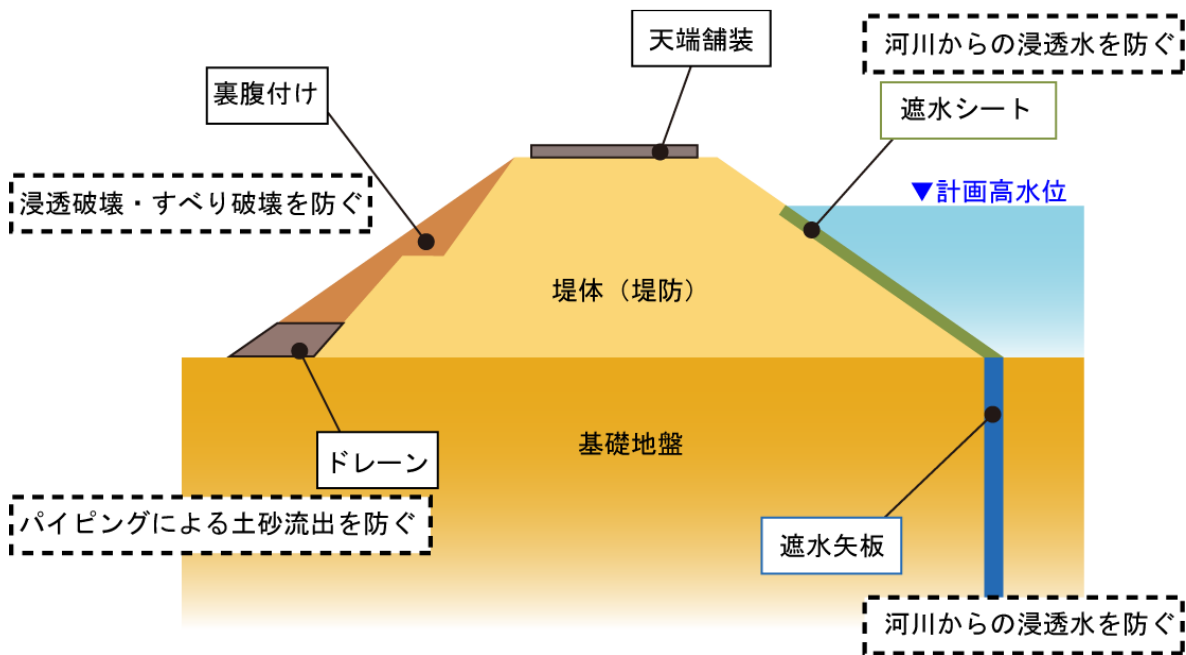 天端舗装
河川からの浸透水を防ぐ
裏腹付け
遮水シート
浸透破壊・すべり破壊を防ぐ
▼計画高水位
堤体（堤防）
基礎地盤
ドレーン
パイピングによる土砂流出を防ぐ
遮水矢板
河川からの浸透水を防ぐ